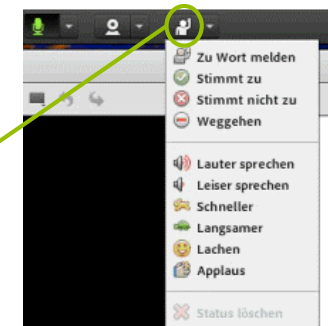 Zu Wort melden
Stimmt zu
Stimmt nicht zu
Weggehen
Lauter sprechen
Leiser sprechen
Schneller
Langsamer
Lachen
Applaus
Status löschen